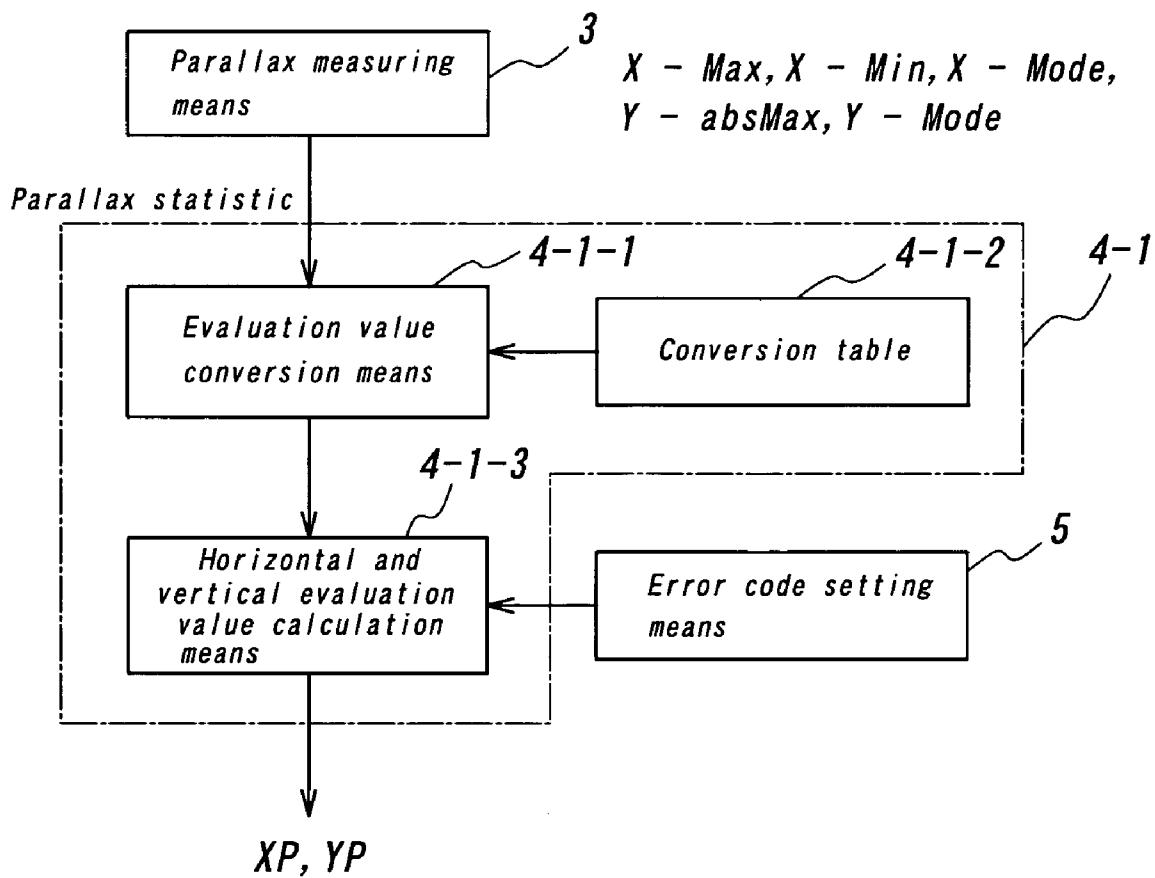 3
Parallax measuring
means
X - Max, X - Min, X - Mode,
Y - absMax, Y - Mode
Parallax statistic
4-1-1
4-1-2
4-1
Evaluation value
conversion means
Conversion table
4-1-3
5
Horizontal and
vertical evaluation
value calculation
means
Error code setting
means
XP, YP